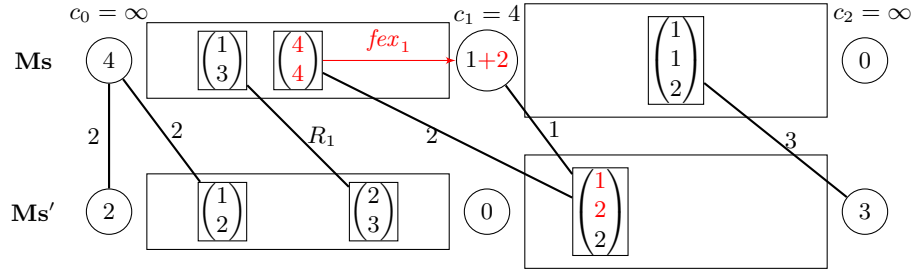 c₀ = ∞ c₁ = 4 c₂ = ∞
Ms 4 (1 3) (4 4) fex₁ 1+2 (1 1 2) 0
2 2 R₁ 2 1 3
Ms′ 2 (1 2) (2 3) 0 (1 2 2) 3